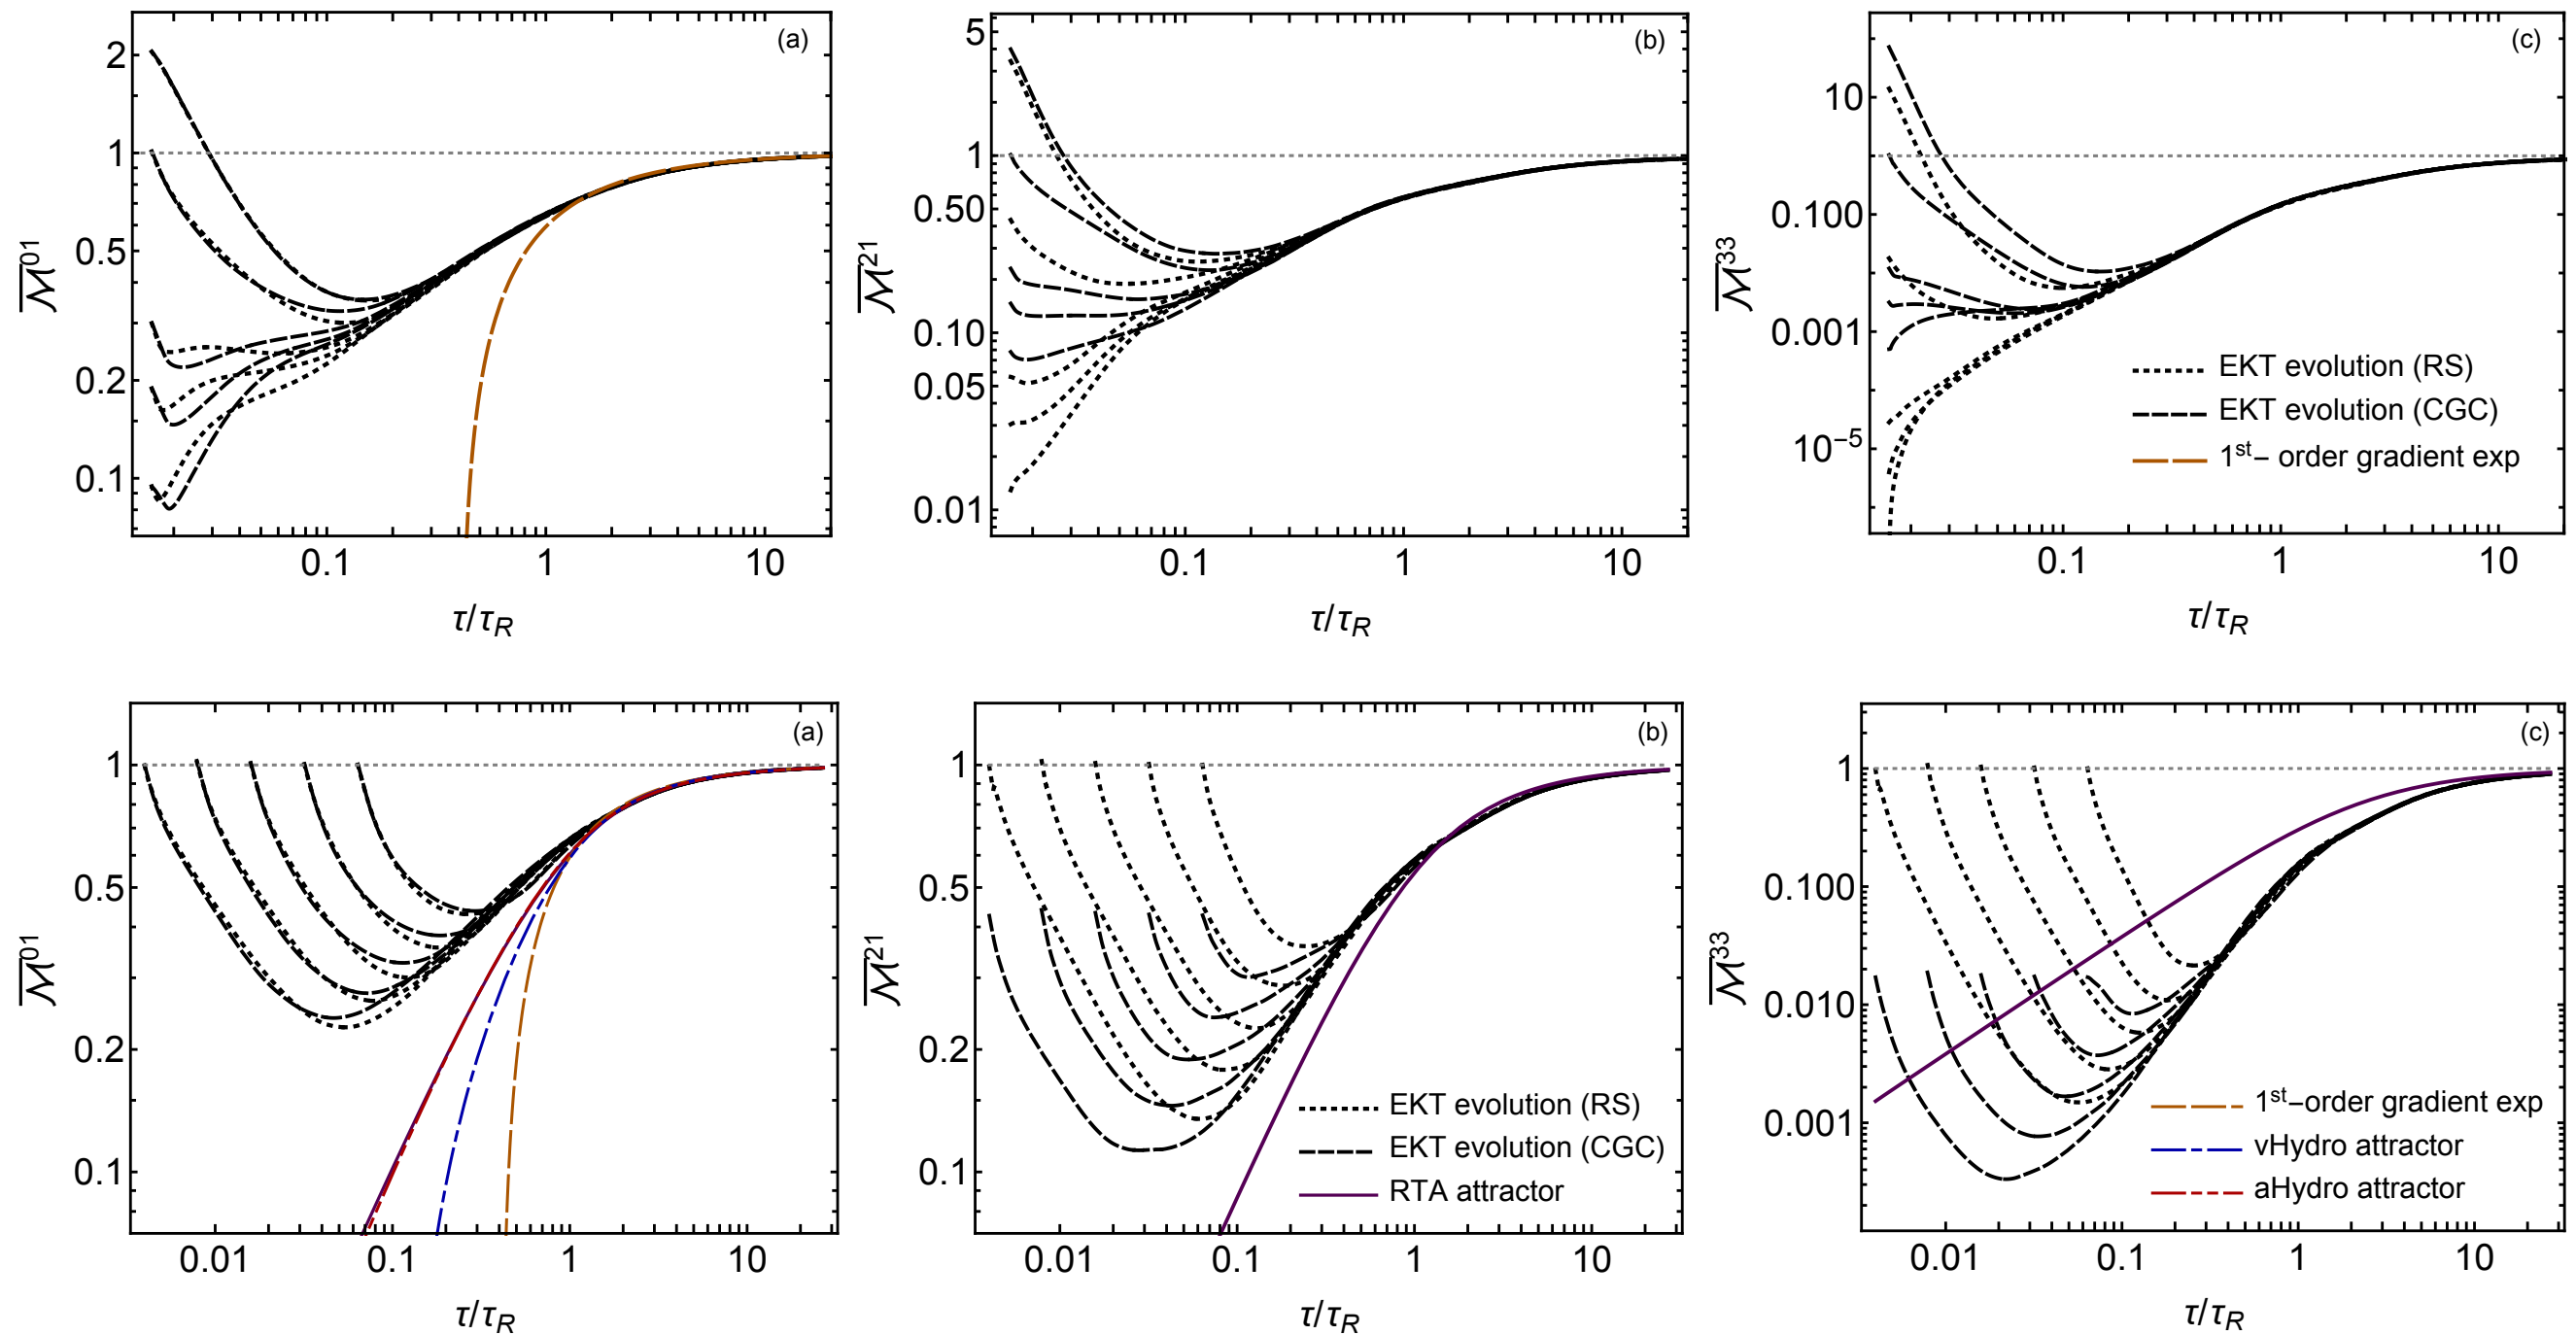 (a)
2
1
0.5
0.2
0.1
0.1 1 10
τ/τ_R
ℳ̅^01
(b)
5
1
0.50
0.10
0.05
0.01
0.1 1 10
τ/τ_R
ℳ̅^21
(c)
10
0.100
0.001
10^−5
0.1 1 10
τ/τ_R
ℳ̅^33
EKT evolution (RS)
EKT evolution (CGC)
1^st− order gradient exp
(a)
1
0.5
0.2
0.1
0.01 0.1 1 10
τ/τ_R
ℳ̅^01
(b)
1
0.5
0.2
0.1
0.01 0.1 1 10
τ/τ_R
ℳ̅^21
EKT evolution (RS)
EKT evolution (CGC)
RTA attractor
(c)
1
0.100
0.010
0.001
0.01 0.1 1 10
τ/τ_R
ℳ̅^33
1^st−order gradient exp
vHydro attractor
aHydro attractor